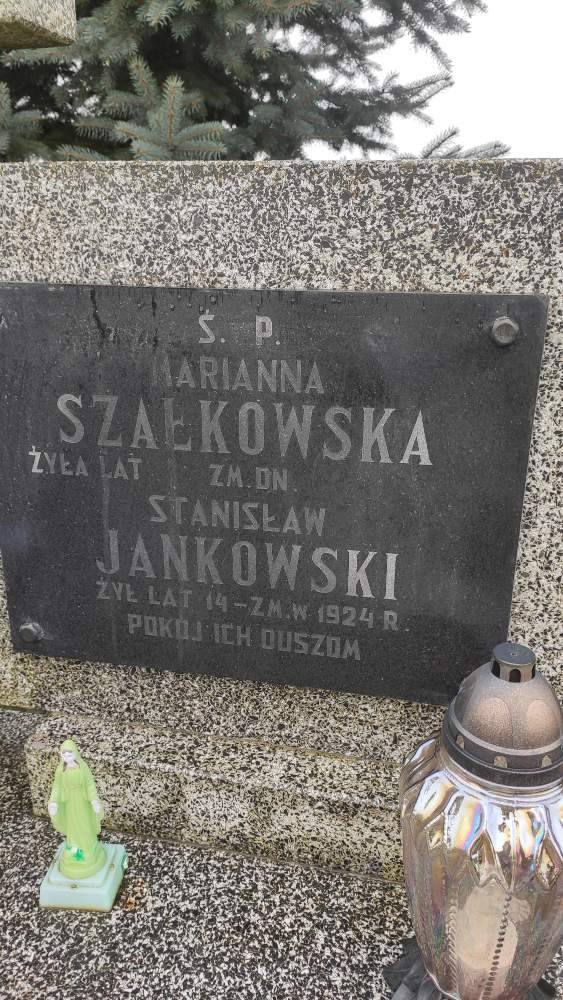 Ś. P.
MARIANNA
SZAŁKOWSKA
ŻYŁA LAT ZM. DN.
STANISŁAW
JANKOWSKI
ŻYŁ LAT 14 – ZM. W 1924 R.
POKÓJ ICH DUSZOM